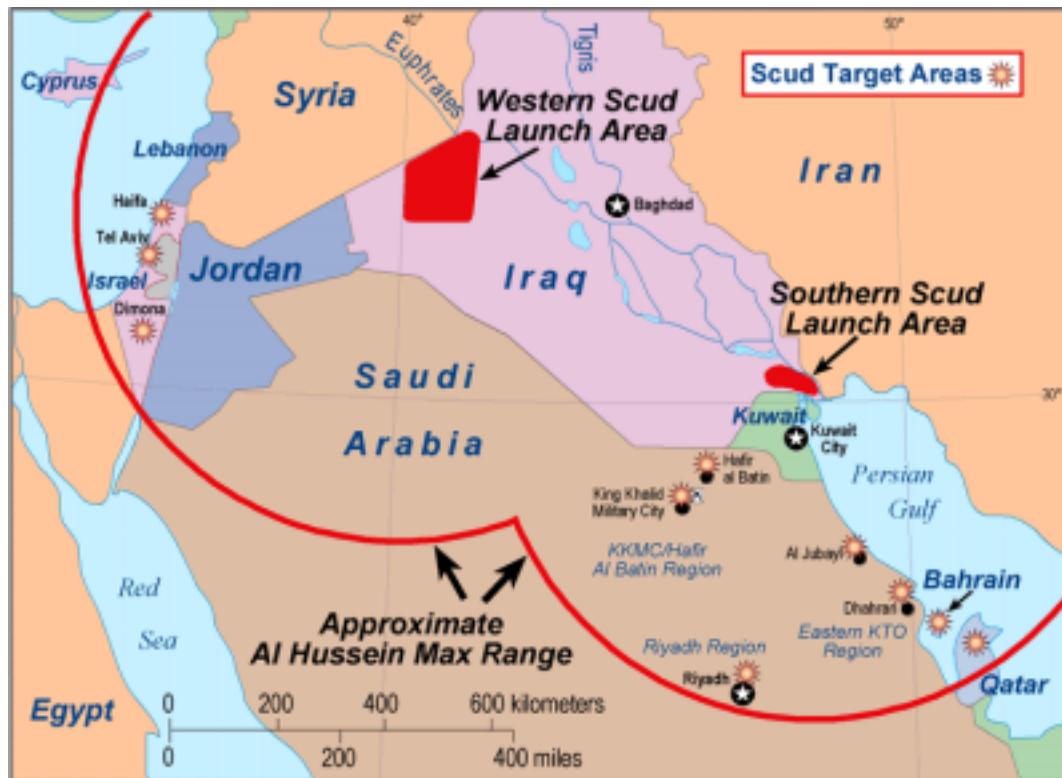 40°
50°
Cyprus
Syria
Euphrates
Tigris
Scud Target Areas
Western Scud
Launch Area
Lebanon
Iran
Haifa
Baghdad
Tel Aviv
Jordan
Iraq
Israel
Southern Scud
Launch Area
Dimona
Saudi
Arabia
30°
Kuwait
Kuwait
City
Hafir
al Batin
Persian
Gulf
King Khalid
Military City
KKMC/Hafir
Al Batin Region
Al Jubayl
Bahrain
Red
Sea
Approximate
Al Hussein Max Range
Dhahran
Eastern KTO
Region
Riyadh Region
Riyadh
Qatar
Egypt
0 200 400 600 kilometers
0 200 400 miles